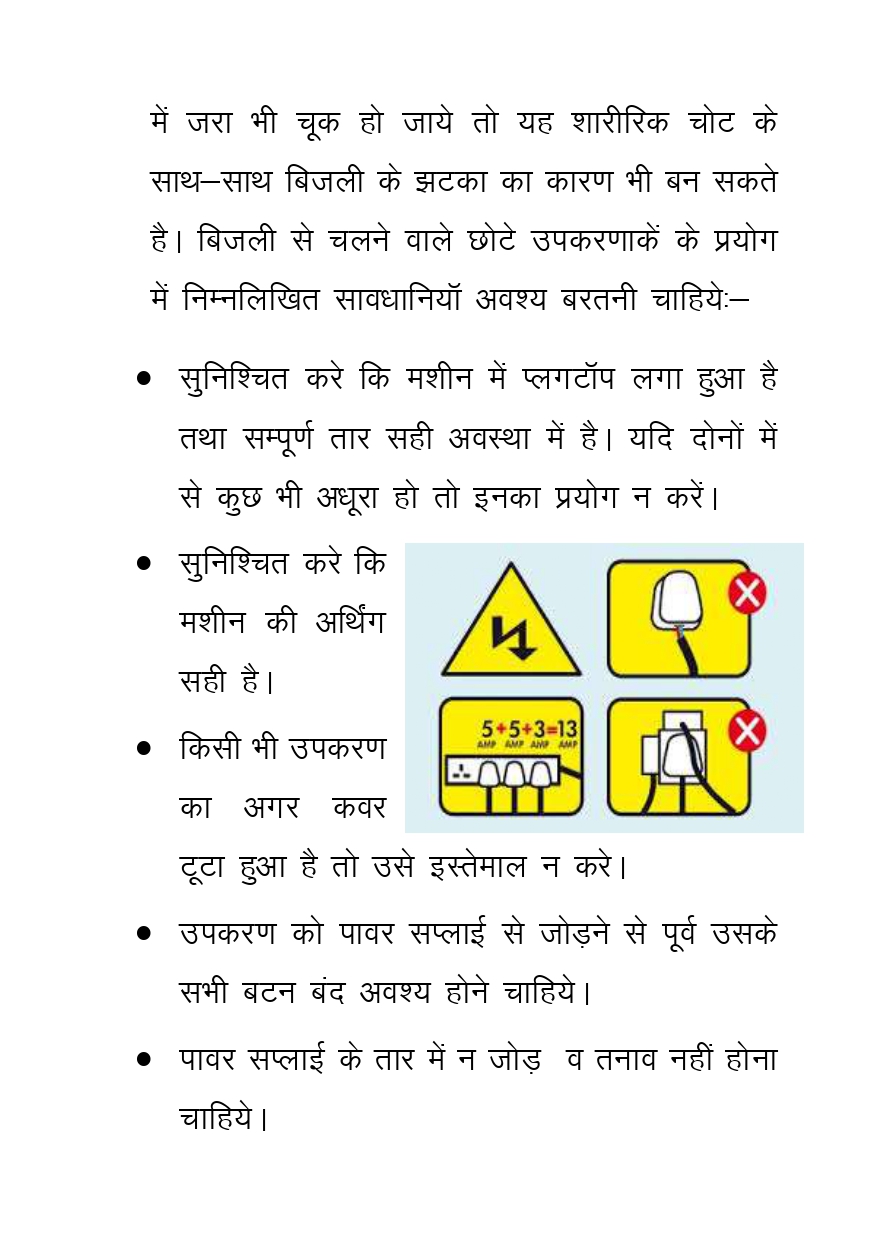 में जरा भी चूक हो जाये तो यह शारीरिक चोट के
साथ–साथ बिजली के झटका का कारण भी बन सकते
है। बिजली से चलने वाले छोटे उपकरणाकें के प्रयोग
में निम्नलिखित सावधानियॉ अवश्य बरतनी चाहिये:–
• सुनिश्चित करे कि मशीन में प्लगटॉप लगा हुआ है
तथा सम्पूर्ण तार सही अवस्था में है। यदि दोनों में
से कुछ भी अधूरा हो तो इनका प्रयोग न करें।
• सुनिश्चित करे कि
मशीन की अर्थिंग
सही है।
• किसी भी उपकरण
का अगर कवर
टूटा हुआ है तो उसे इस्तेमाल न करे।
5+5+3=13
AMP AMP AMP AMP
• उपकरण को पावर सप्लाई से जोड़ने से पूर्व उसके
सभी बटन बंद अवश्य होने चाहिये।
• पावर सप्लाई के तार में न जोड़ व तनाव नहीं होना
चाहिये।